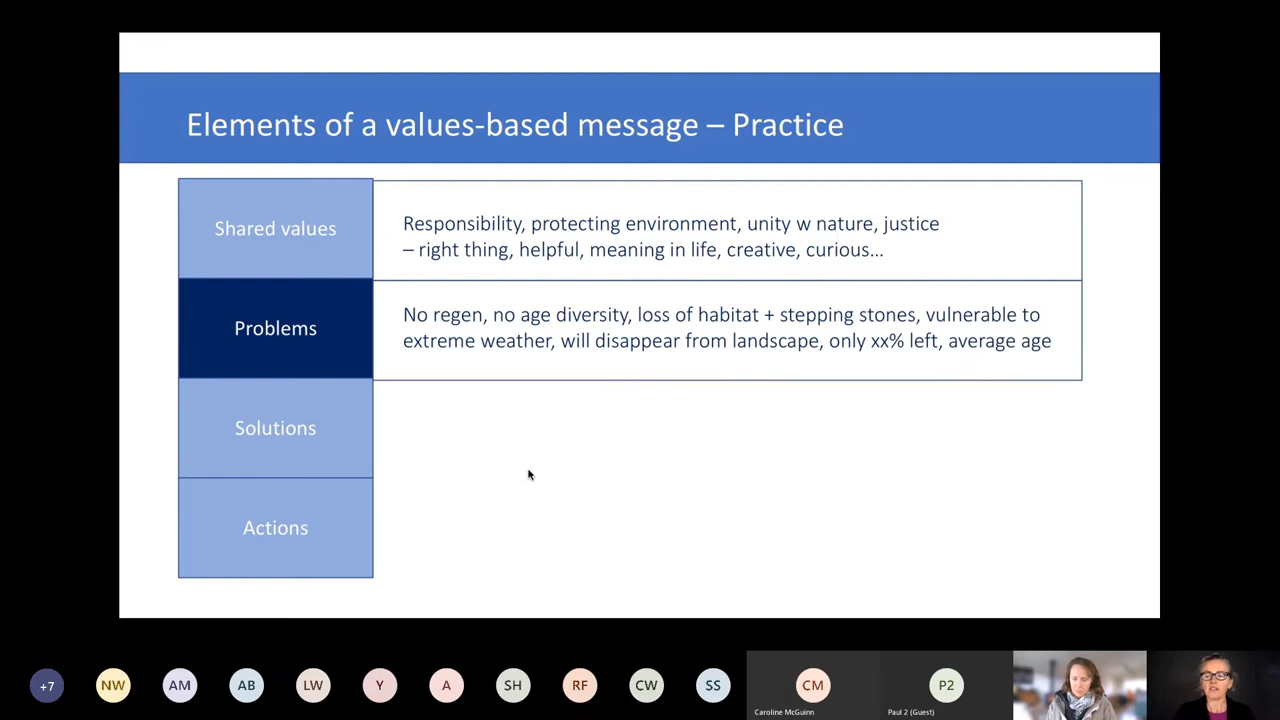 Elements of a values-based message – Practice
Shared values
Responsibility, protecting environment, unity w nature, justice
– right thing, helpful, meaning in life, creative, curious…
Problems
No regen, no age diversity, loss of habitat + stepping stones, vulnerable to
extreme weather, will disappear from landscape, only xx% left, average age
Solutions
Actions
+7
NW
AM
AB
LW
Y
A
SH
RF
CW
SS
CM
Caroline McGuinn
P2
Paul 2 (Guest)